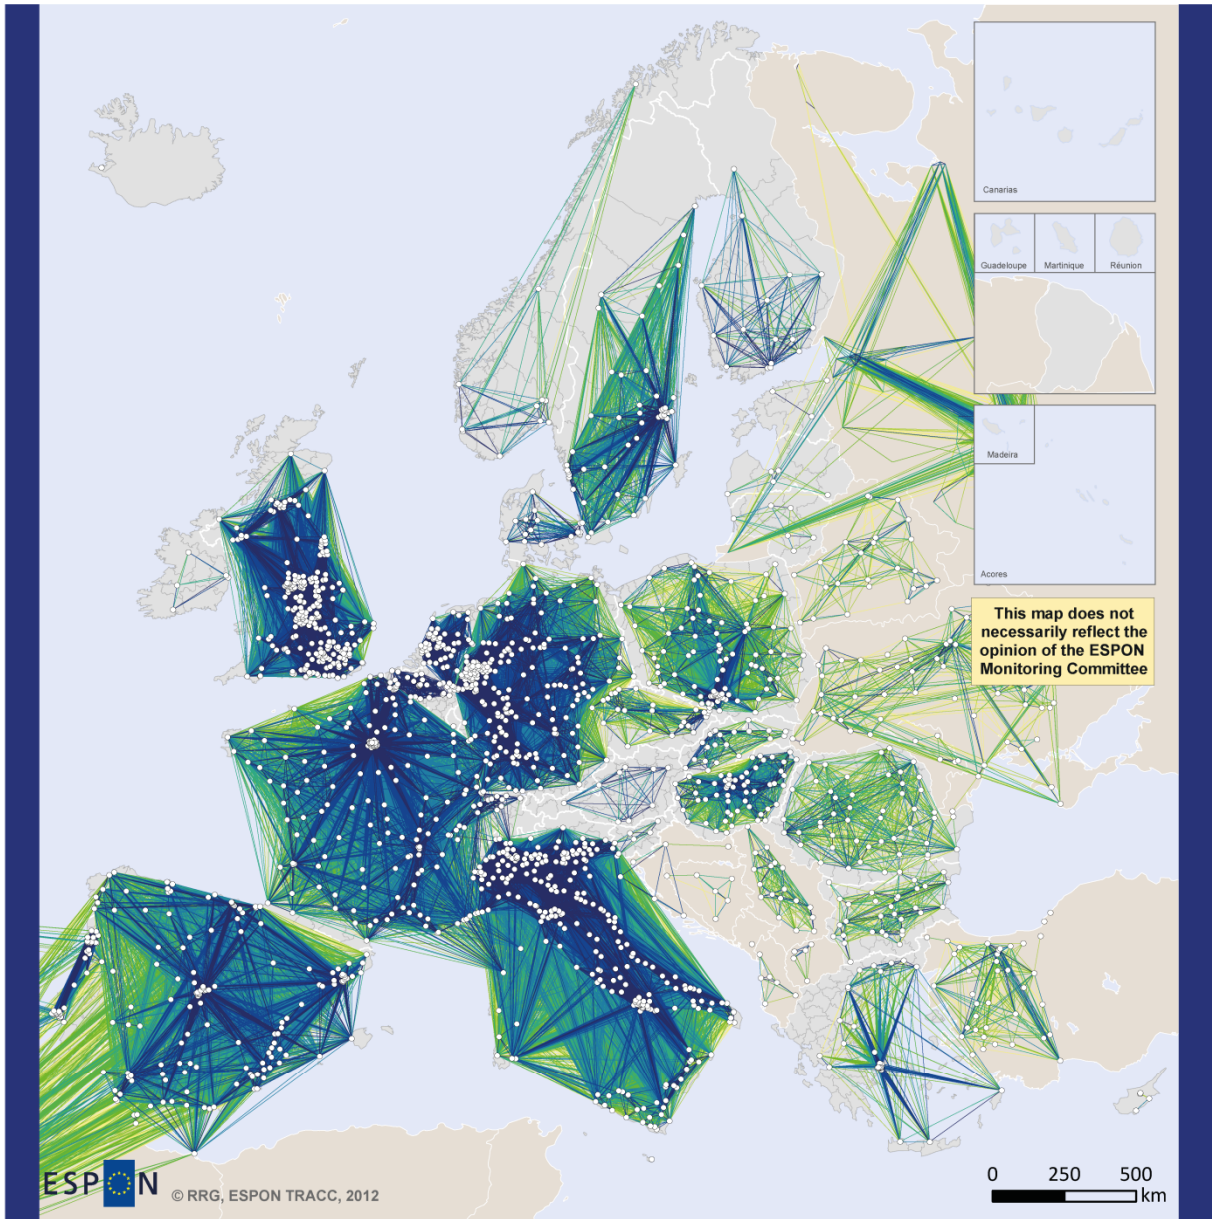 Canarias
Guadeloupe
Martinique
Réunion
Madeira
Acores
This map does not
necessarily reflect the
opinion of the ESPON
Monitoring Committee
ESPON
© RRG, ESPON TRACC, 2012
0 250 500
km